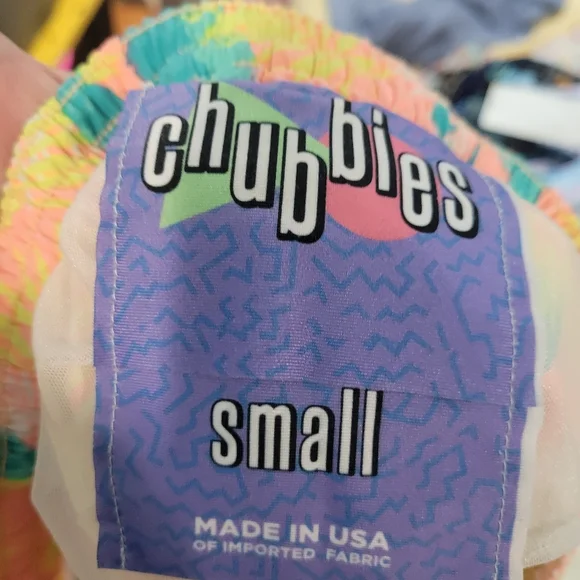 chubbies
small
MADE IN USA
OF IMPORTED FABRIC